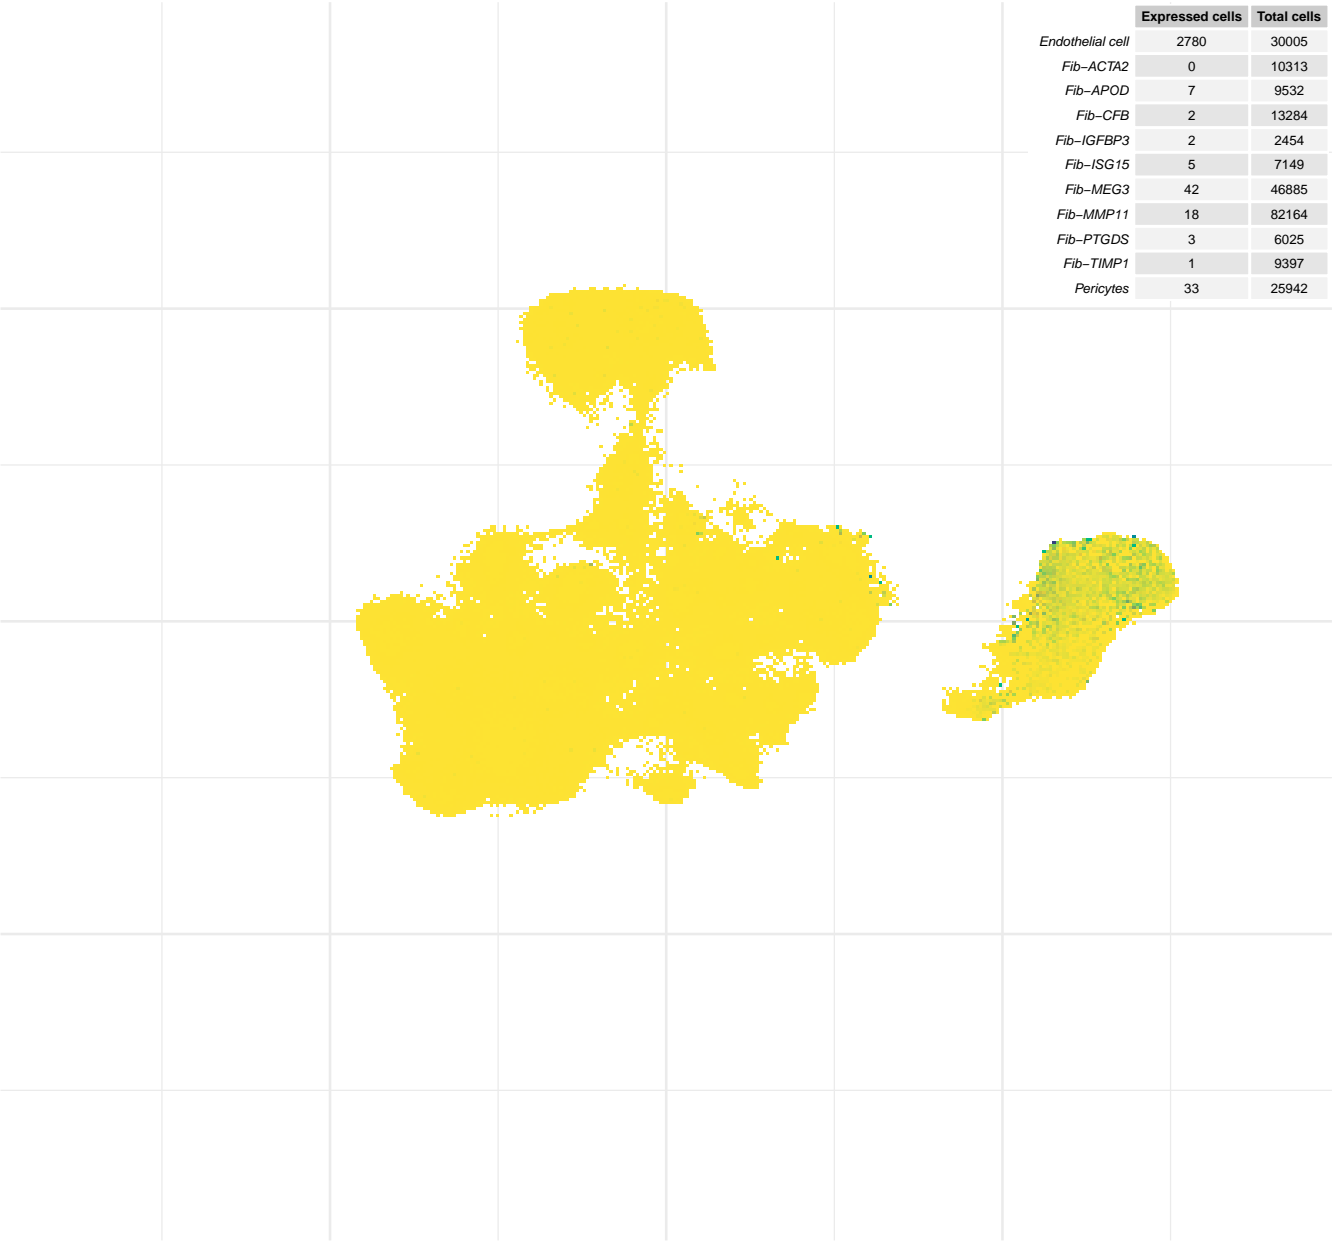 Expressed cells Total cells
Endothelial cell 2780 30005
Fib−ACTA2 0 10313
Fib−APOD 7 9532
Fib−CFB 2 13284
Fib−IGFBP3 2 2454
Fib−ISG15 5 7149
Fib−MEG3 42 46885
Fib−MMP11 18 82164
Fib−PTGDS 3 6025
Fib−TIMP1 1 9397
Pericytes 33 25942